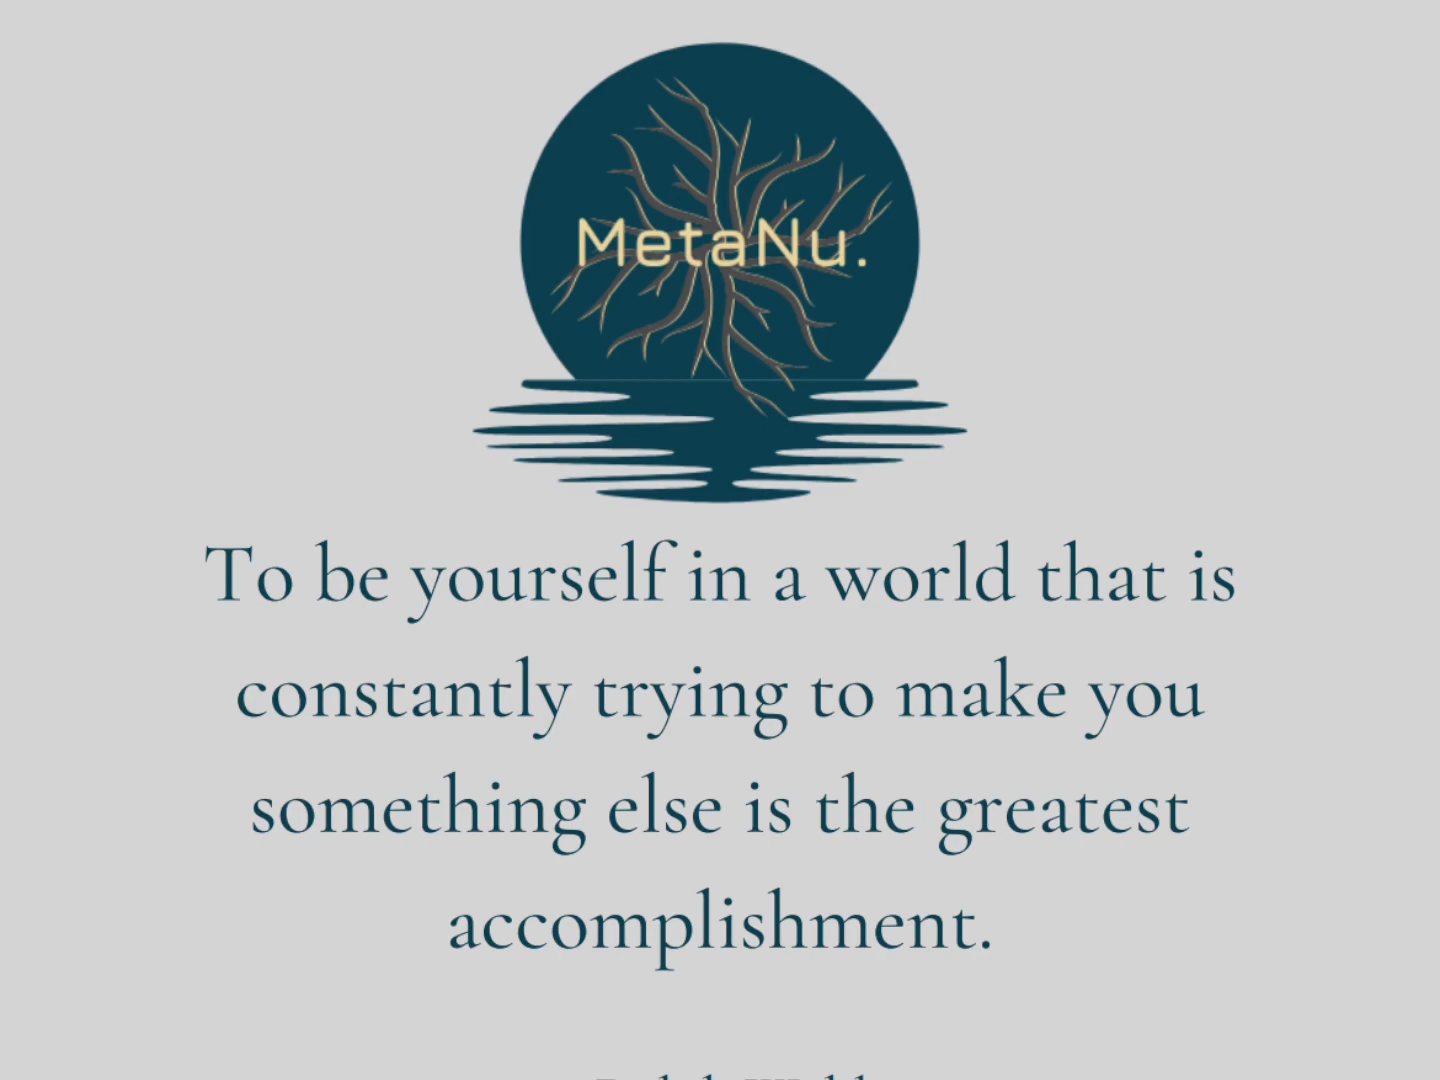 MetaNu.
To be yourself in a world that is
constantly trying to make you
something else is the greatest
accomplishment.